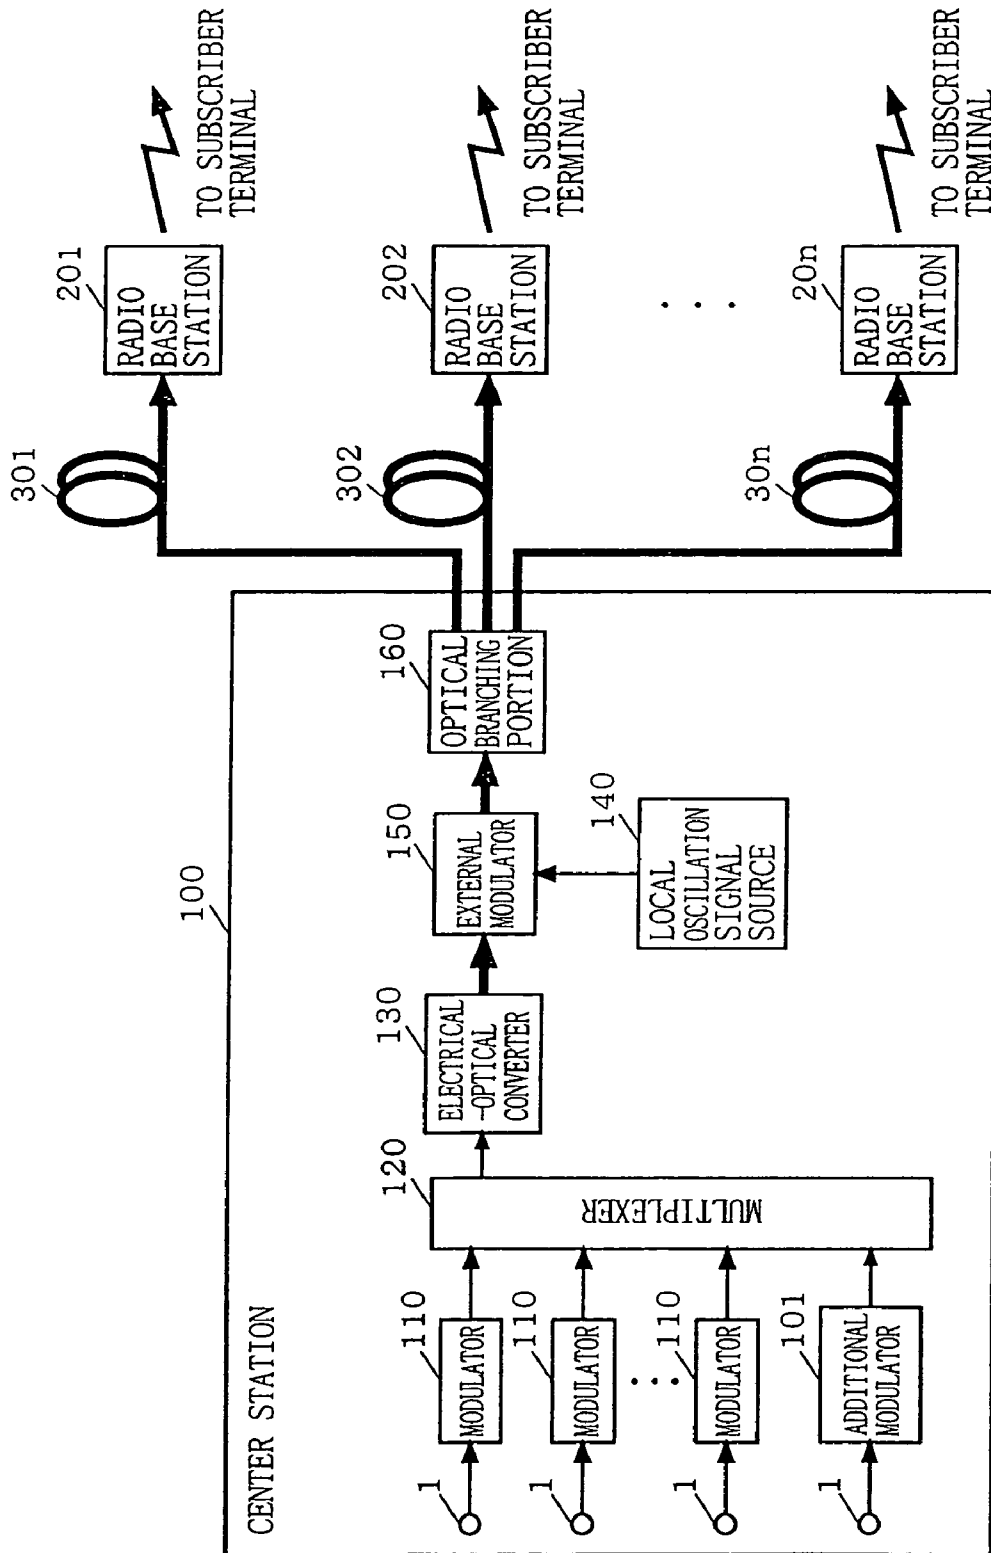 CENTER STATION
100
1
MODULATOR
110
1
MODULATOR
110
1
MODULATOR
110
1
ADDITIONAL
MODULATOR
101
MULTIPLEXER
120
ELECTRICAL
-OPTICAL
CONVERTER
130
EXTERNAL
MODULATOR
150
LOCAL
OSCILLATION
SIGNAL
SOURCE
140
OPTICAL
BRANCHING
PORTION
160
301
302
30n
RADIO
BASE
STATION
201
RADIO
BASE
STATION
202
RADIO
BASE
STATION
20n
TO SUBSCRIBER
TERMINAL
TO SUBSCRIBER
TERMINAL
TO SUBSCRIBER
TERMINAL